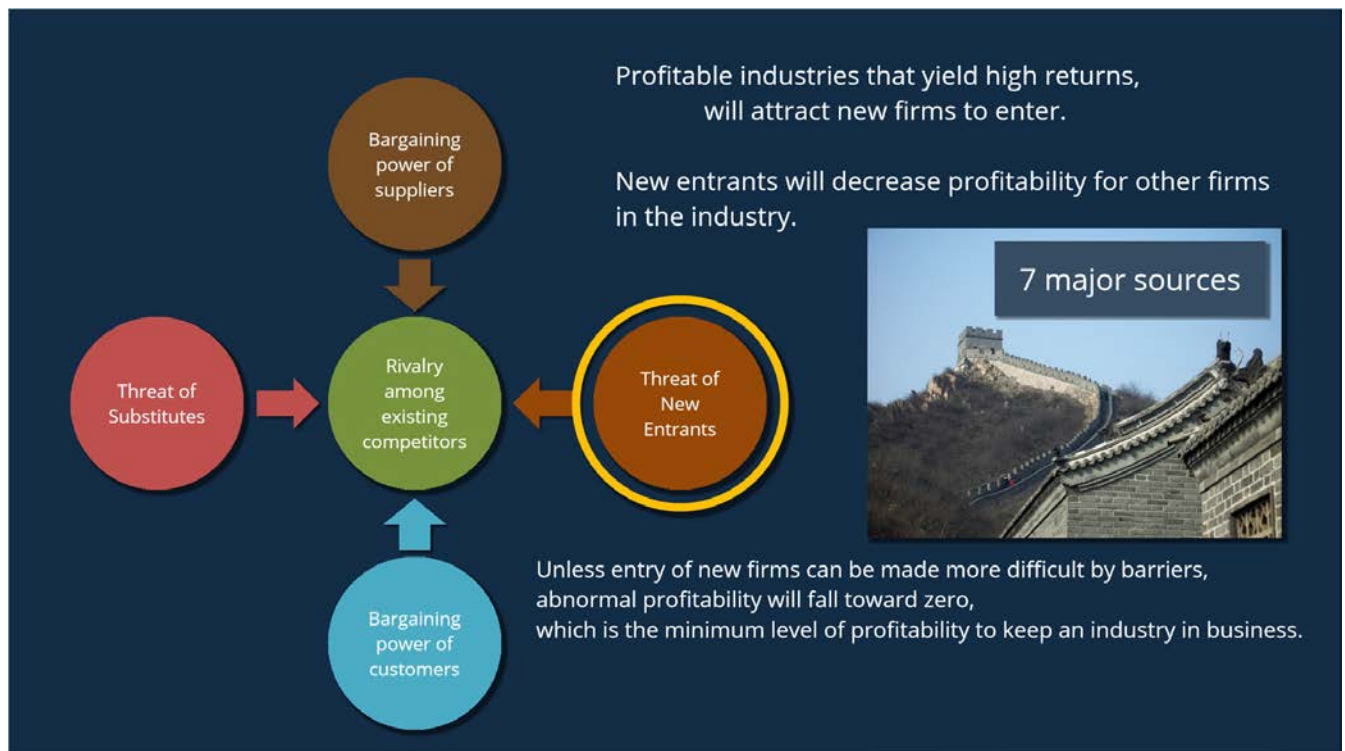 Profitable industries that yield high returns,
will attract new firms to enter.
New entrants will decrease profitability for other firms
in the industry.
7 major sources
Bargaining
power of
suppliers
Threat of
Substitutes
Rivalry
among
existing
competitors
Threat of
New
Entrants
Bargaining
power of
customers
Unless entry of new firms can be made more difficult by barriers,
abnormal profitability will fall toward zero,
which is the minimum level of profitability to keep an industry in business.